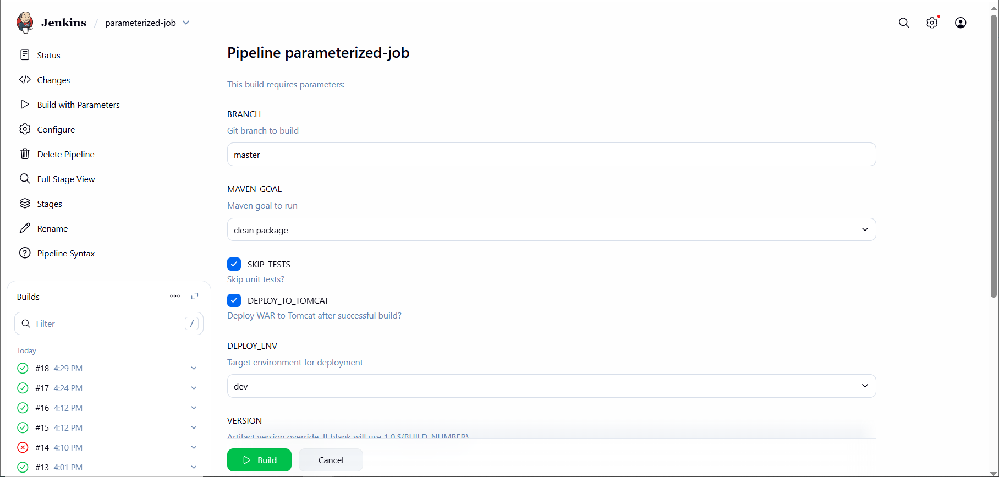 Jenkins / parameterized-job
Status
Changes
Build with Parameters
Configure
Delete Pipeline
Full Stage View
Stages
Rename
Pipeline Syntax
Builds
Filter /
Today
#18 4:29 PM
#17 4:24 PM
#16 4:12 PM
#15 4:12 PM
#14 4:10 PM
#13 4:01 PM
Pipeline parameterized-job
This build requires parameters:
BRANCH
Git branch to build
master
MAVEN_GOAL
Maven goal to run
clean package
SKIP_TESTS
Skip unit tests?
DEPLOY_TO_TOMCAT
Deploy WAR to Tomcat after successful build?
DEPLOY_ENV
Target environment for deployment
dev
VERSION
Artifact version override. If blank will use 1.0.${BUILD_NUMBER}
Build
Cancel